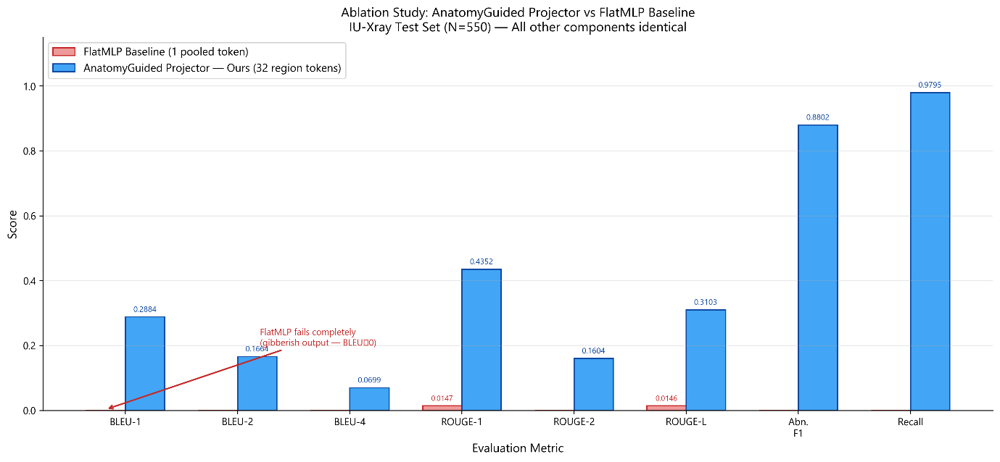 Ablation Study: AnatomyGuided Projector vs FlatMLP Baseline
IU-Xray Test Set (N=550) — All other components identical
FlatMLP Baseline (1 pooled token)
AnatomyGuided Projector — Ours (32 region tokens)
Score
1.0
0.8
0.6
0.4
0.2
0.0
0.2884
0.1664
0.0699
0.0147
0.4352
0.1604
0.0146
0.3103
0.8802
0.9795
FlatMLP fails completely
(gibberish output — BLEU▯0)
BLEU-1
BLEU-2
BLEU-4
ROUGE-1
ROUGE-2
ROUGE-L
Abn.
F1
Recall
Evaluation Metric